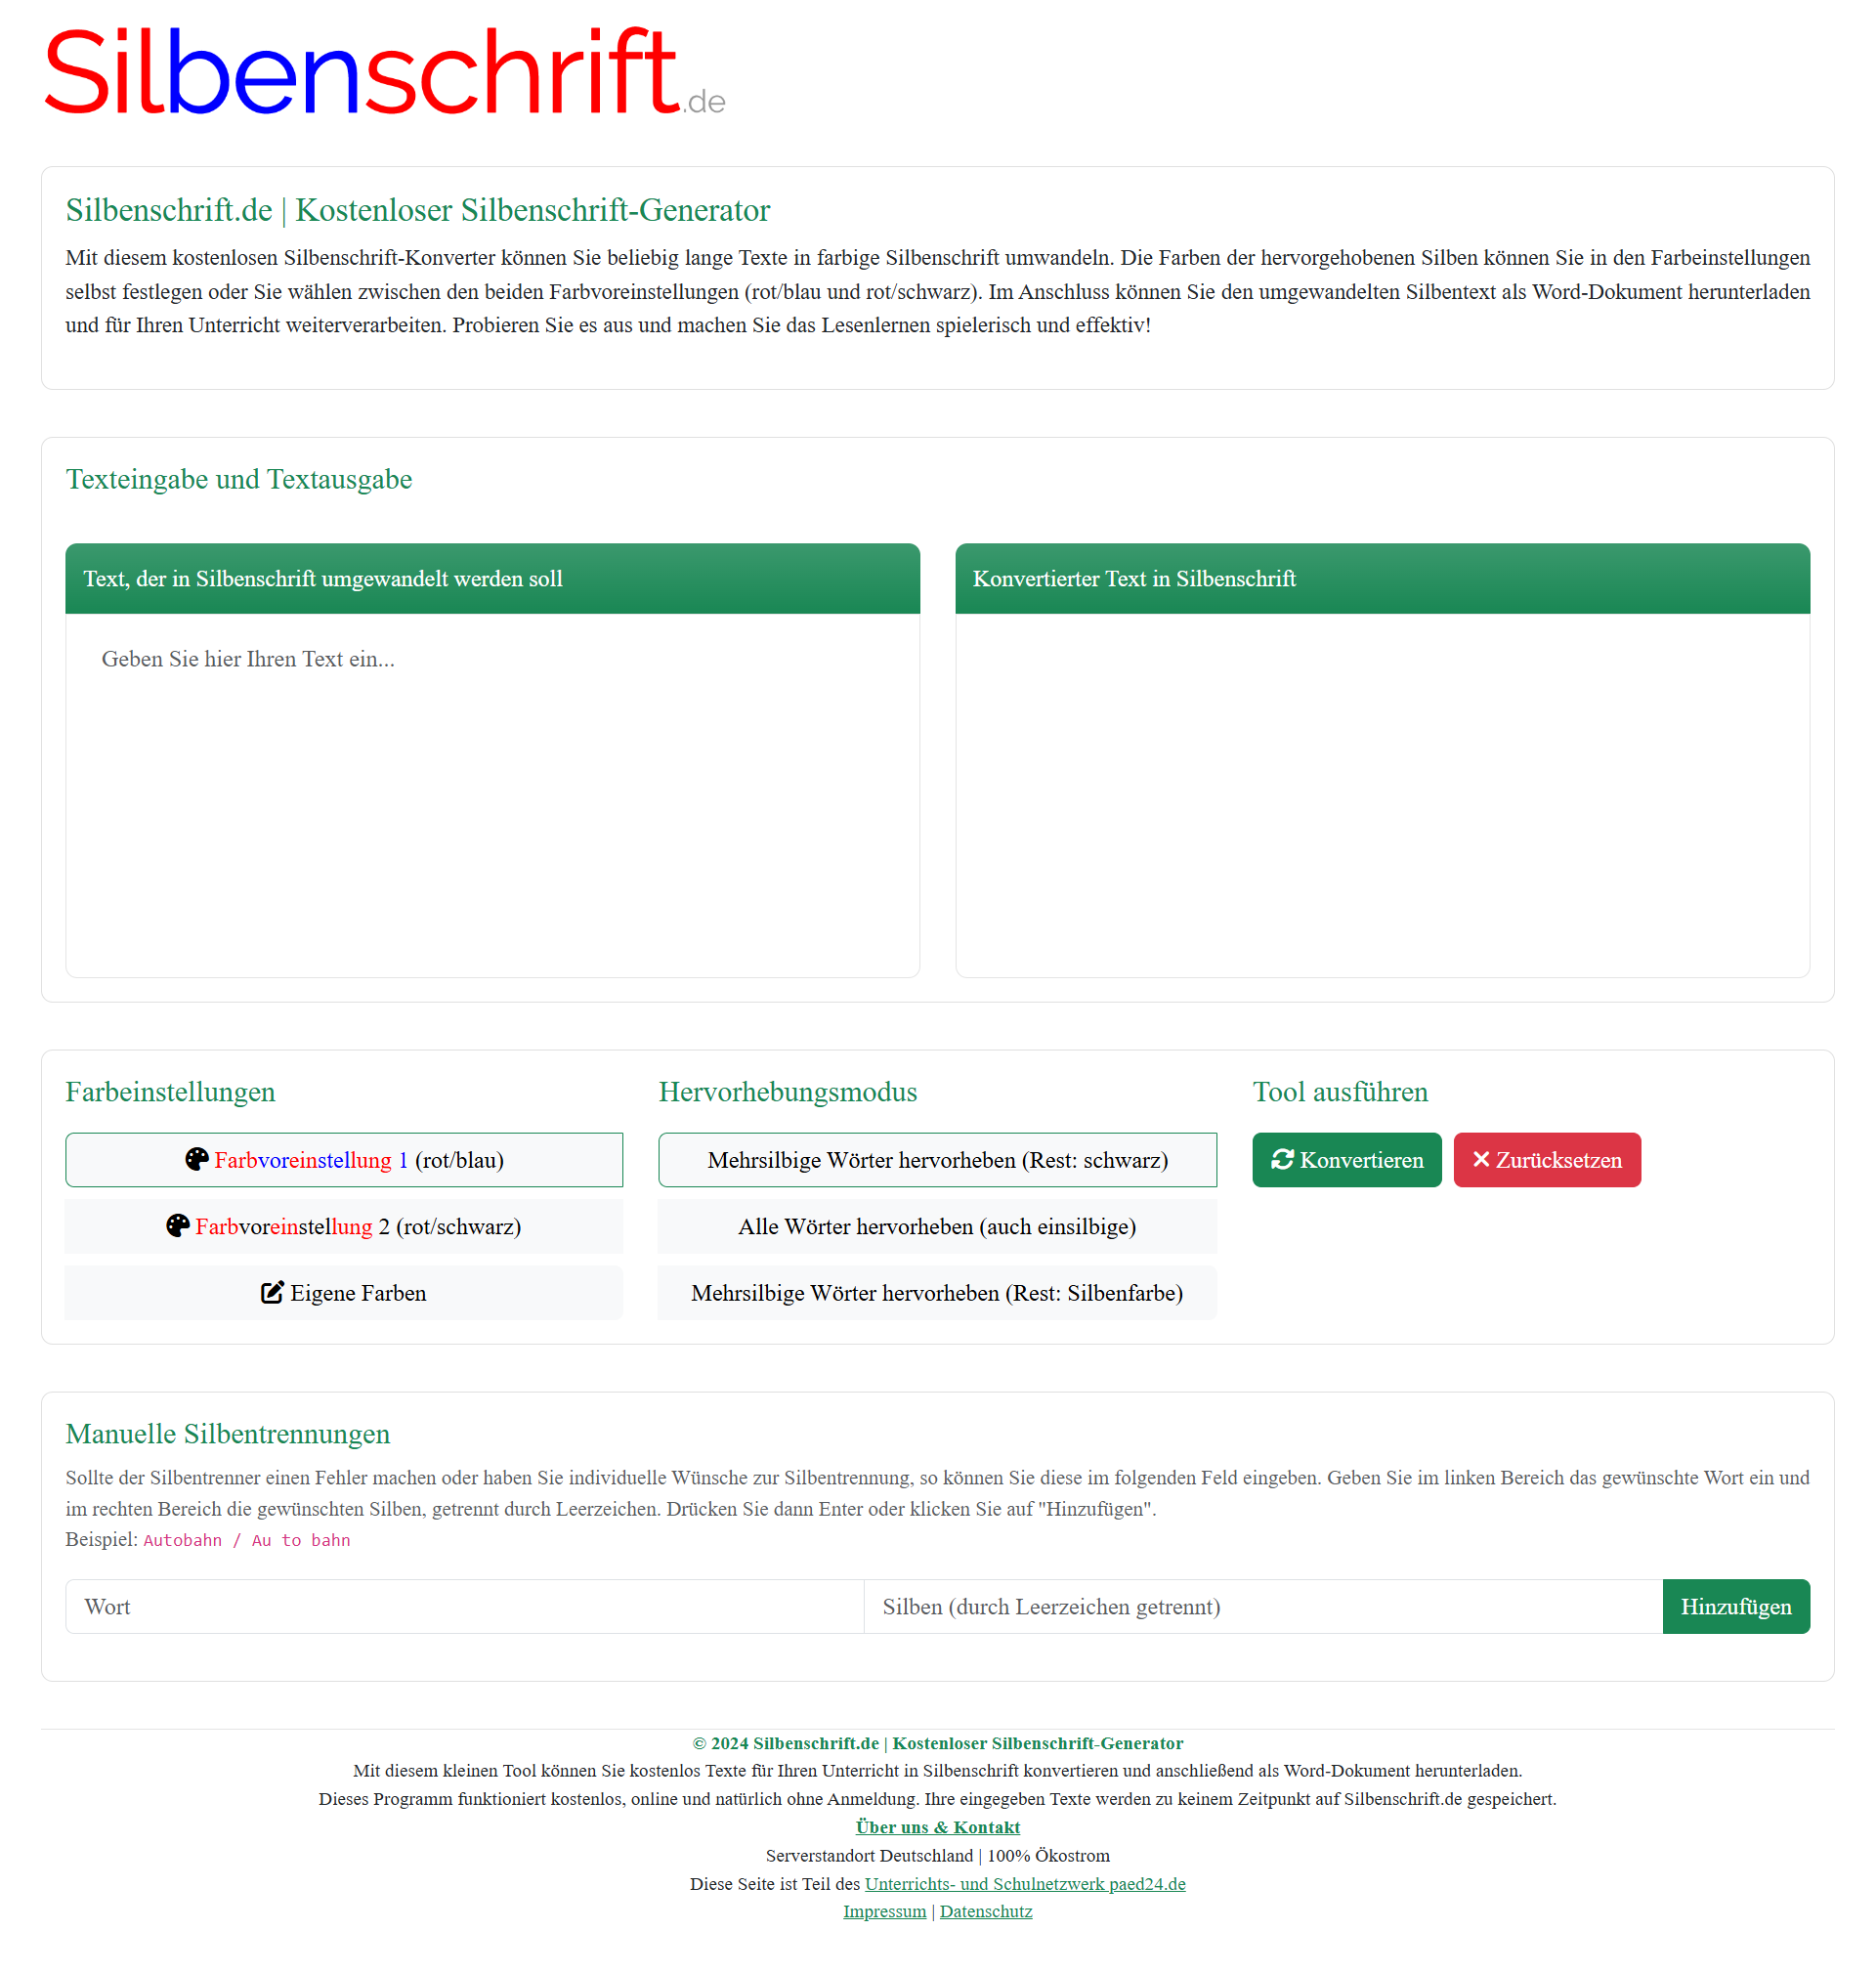 Silbenschrift.de
Silbenschrift.de | Kostenloser Silbenschrift-Generator
Mit diesem kostenlosen Silbenschrift-Konverter können Sie beliebig lange Texte in farbige Silbenschrift umwandeln. Die Farben der hervorgehobenen Silben können Sie in den Farbeinstellungen
selbst festlegen oder Sie wählen zwischen den beiden Farbvoreinstellungen (rot/blau und rot/schwarz). Im Anschluss können Sie den umgewandelten Silbentext als Word-Dokument herunterladen
und für Ihren Unterricht weiterverarbeiten. Probieren Sie es aus und machen Sie das Lesenlernen spielerisch und effektiv!
Texteingabe und Textausgabe
Text, der in Silbenschrift umgewandelt werden soll
Geben Sie hier Ihren Text ein...
Konvertierter Text in Silbenschrift
Farbeinstellungen
Farbvoreinstellung 1 (rot/blau)
Farbvoreinstellung 2 (rot/schwarz)
Eigene Farben
Hervorhebungsmodus
Mehrsilbige Wörter hervorheben (Rest: schwarz)
Alle Wörter hervorheben (auch einsilbige)
Mehrsilbige Wörter hervorheben (Rest: Silbenfarbe)
Tool ausführen
Konvertieren
Zurücksetzen
Manuelle Silbentrennungen
Sollte der Silbentrenner einen Fehler machen oder haben Sie individuelle Wünsche zur Silbentrennung, so können Sie diese im folgenden Feld eingeben. Geben Sie im linken Bereich das gewünschte Wort ein und
im rechten Bereich die gewünschten Silben, getrennt durch Leerzeichen. Drücken Sie dann Enter oder klicken Sie auf "Hinzufügen".
Beispiel: Autobahn / Au to bahn
Wort
Silben (durch Leerzeichen getrennt)
Hinzufügen
© 2024 Silbenschrift.de | Kostenloser Silbenschrift-Generator
Mit diesem kleinen Tool können Sie kostenlos Texte für Ihren Unterricht in Silbenschrift konvertieren und anschließend als Word-Dokument herunterladen.
Dieses Programm funktioniert kostenlos, online und natürlich ohne Anmeldung. Ihre eingegeben Texte werden zu keinem Zeitpunkt auf Silbenschrift.de gespeichert.
Über uns & Kontakt
Serverstandort Deutschland | 100% Ökostrom
Diese Seite ist Teil des Unterrichts- und Schulnetzwerk paed24.de
Impressum | Datenschutz